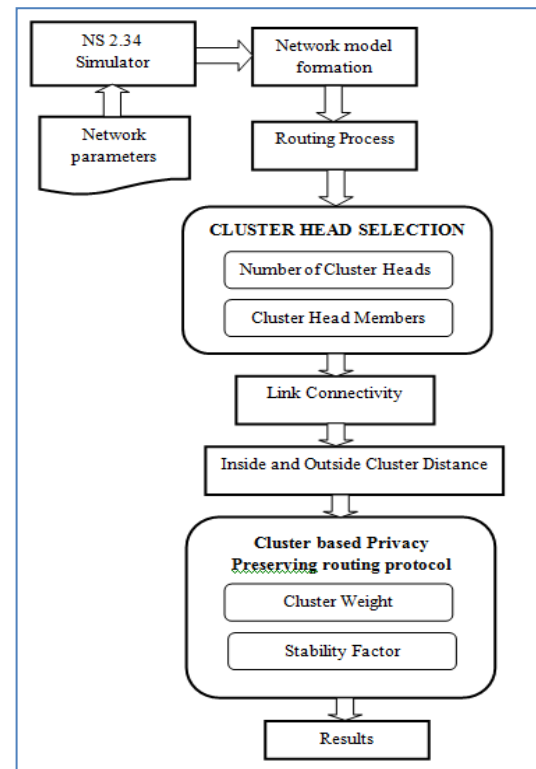 NS 2.34
Simulator
Network model
formation
Network
parameters
Routing Process
CLUSTER HEAD SELECTION
Number of Cluster Heads
Cluster Head Members
Link Connectivity
Inside and Outside Cluster Distance
Cluster based Privacy
Preserving routing protocol
Cluster Weight
Stability Factor
Results